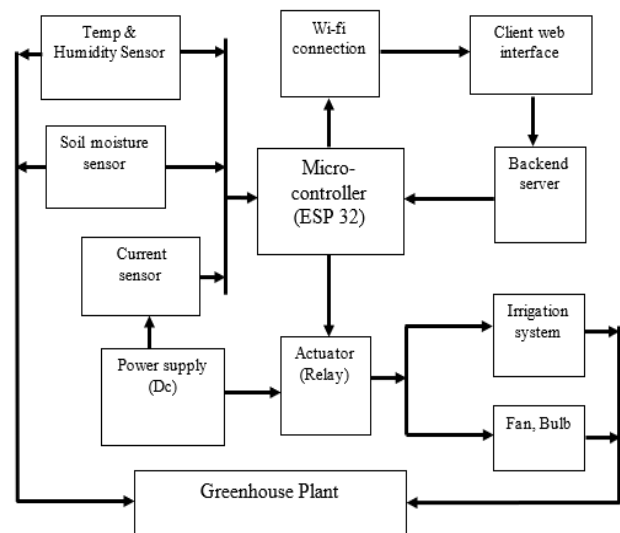 Temp &
Humidity Sensor
Wi-fi
connection
Client web
interface
Soil moisture
sensor
Micro-
controller
(ESP 32)
Backend
server
Current
sensor
Power supply
(Dc)
Actuator
(Relay)
Irrigation
system
Fan, Bulb
Greenhouse Plant